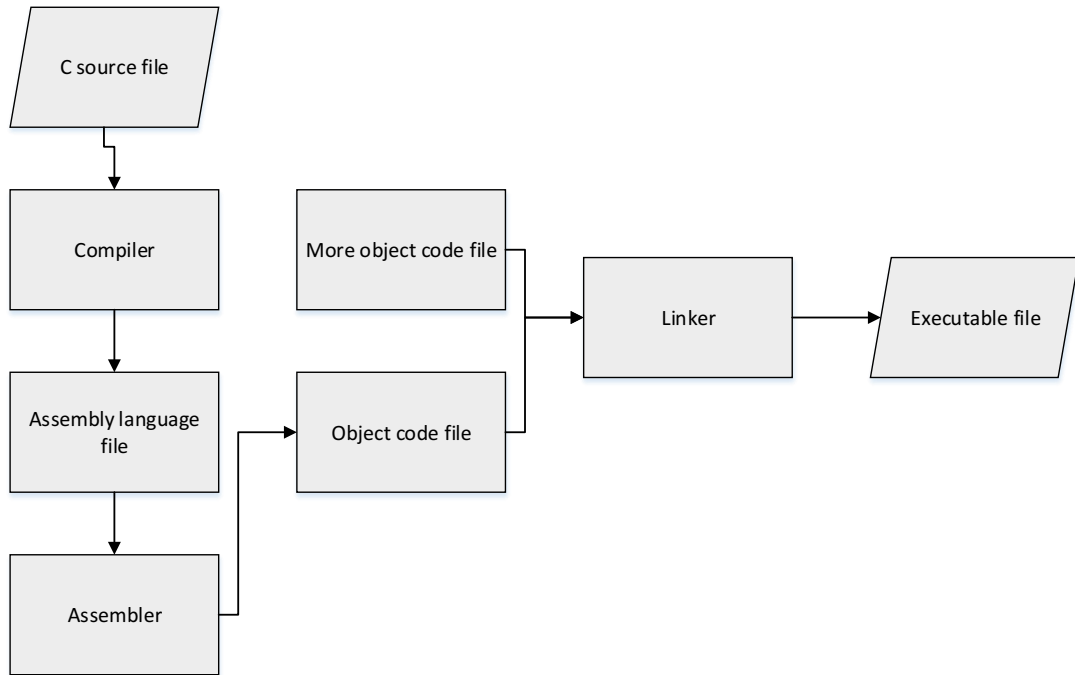 C source file
Compiler
Assembly language
file
Assembler
More object code file
Object code file
Linker
Executable file